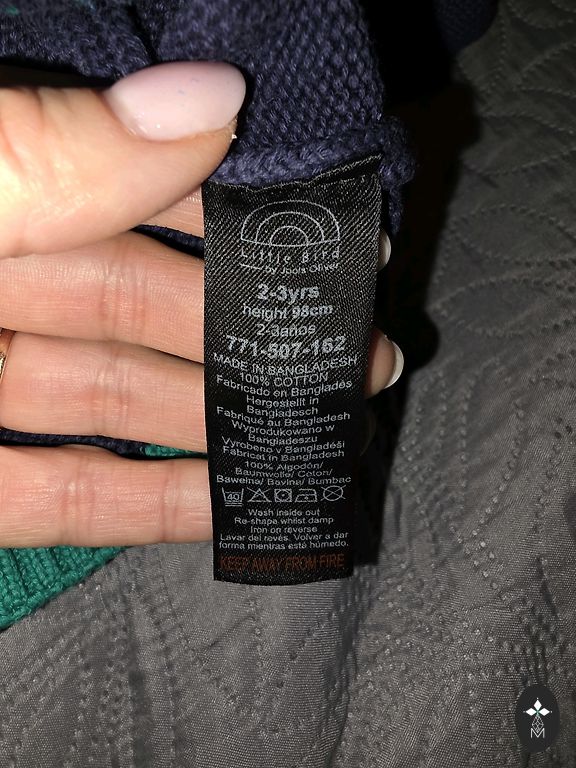 Little Bird
by Jools Oliver
2-3yrs
height 98cm
2-3años
771-507-162
MADE IN BANGLADESH
100% COTTON
Fabricado en Bangladés
Hergestellt in
Bangladesch
Fabriqué au Bangladesh
Wyprodukowano w
Bangladeszu
Vyrobeno v Bangladéši
Fabricat în Bangladesh
100% Algodón/
Baumwolle/ Coton/
Bawełna/ Bavlna/ Bumbac
40
Wash inside out
Re-shape whilst damp
Iron on reverse
Lavar del revés. Volver a dar
forma mientras está húmedo.
KEEP AWAY FROM FIRE
M